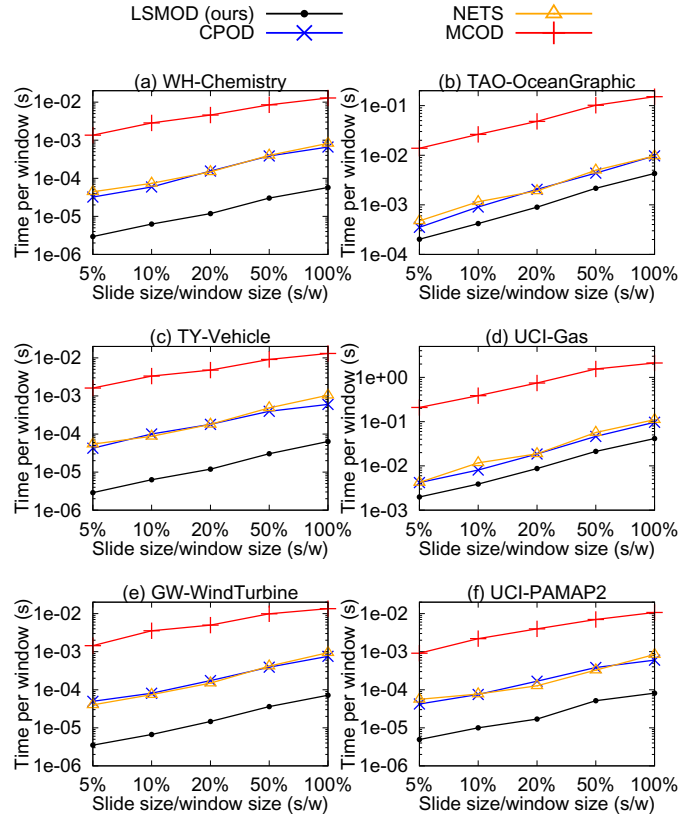 LSMOD (ours) NETS
CPOD MCOD
(a) WH-Chemistry (b) TAO-OceanGraphic
Time per window (s) Time per window (s)
1e-02 1e-01
1e-03 1e-02
1e-04 1e-03
1e-05 1e-04
1e-06
5% 10% 20% 50% 100% 5% 10% 20% 50% 100%
Slide size/window size (s/w) Slide size/window size (s/w)
(c) TY-Vehicle (d) UCI-Gas
Time per window (s) Time per window (s)
1e-02 1e+00
1e-03 1e-01
1e-04 1e-02
1e-05 1e-03
1e-06
5% 10% 20% 50% 100% 5% 10% 20% 50% 100%
Slide size/window size (s/w) Slide size/window size (s/w)
(e) GW-WindTurbine (f) UCI-PAMAP2
Time per window (s) Time per window (s)
1e-02 1e-02
1e-03 1e-03
1e-04 1e-04
1e-05 1e-05
1e-06 1e-06
5% 10% 20% 50% 100% 5% 10% 20% 50% 100%
Slide size/window size (s/w) Slide size/window size (s/w)